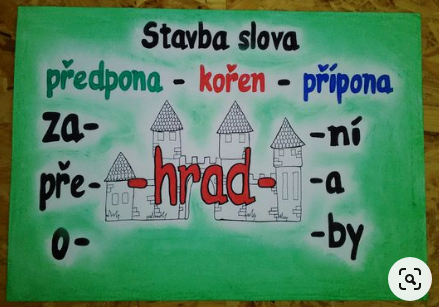 Stavba slova
předpona - kořen - přípona
za- -ní
pře- -hrad- -a
o- -by